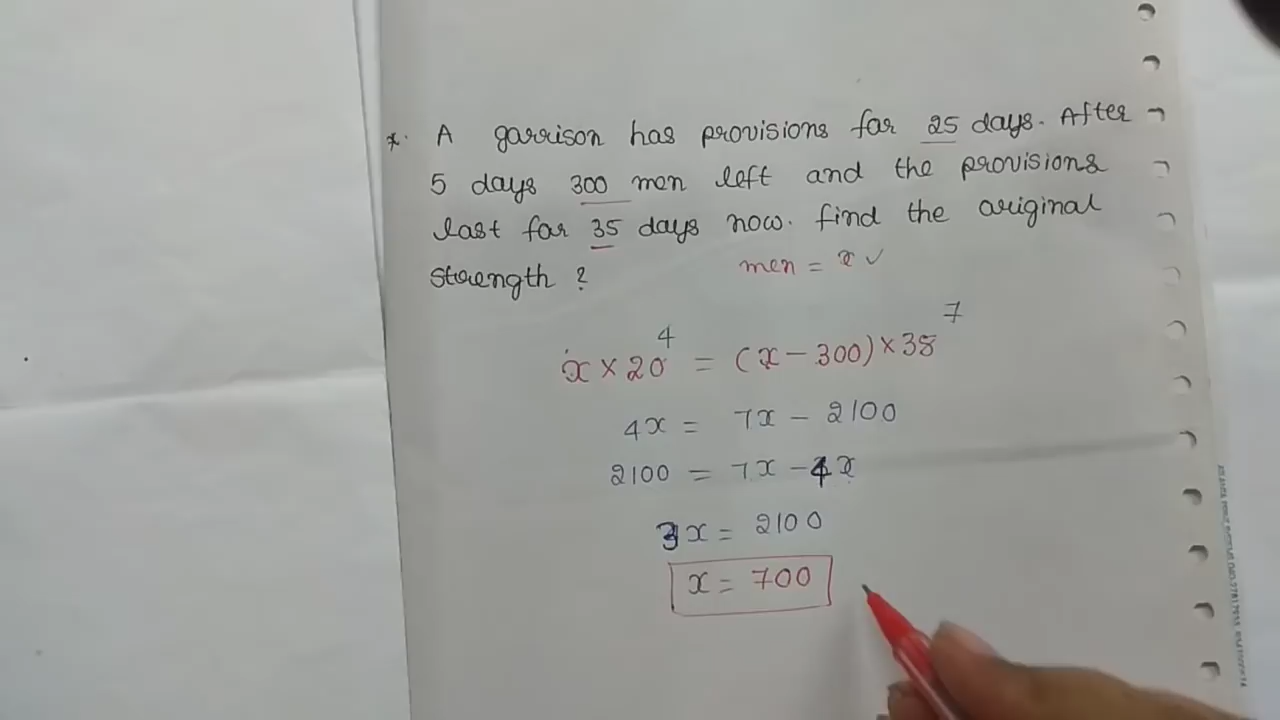 *. A garrison has provisions for 25 days. After
5 days 300 men left and the provisions
last for 35 days now. find the original
strength ?
men = x ✓
4 7
x × 20 = (x - 300) × 35
4x = 7x - 2100
2100 = 7x - 4x
3x = 2100
x = 700